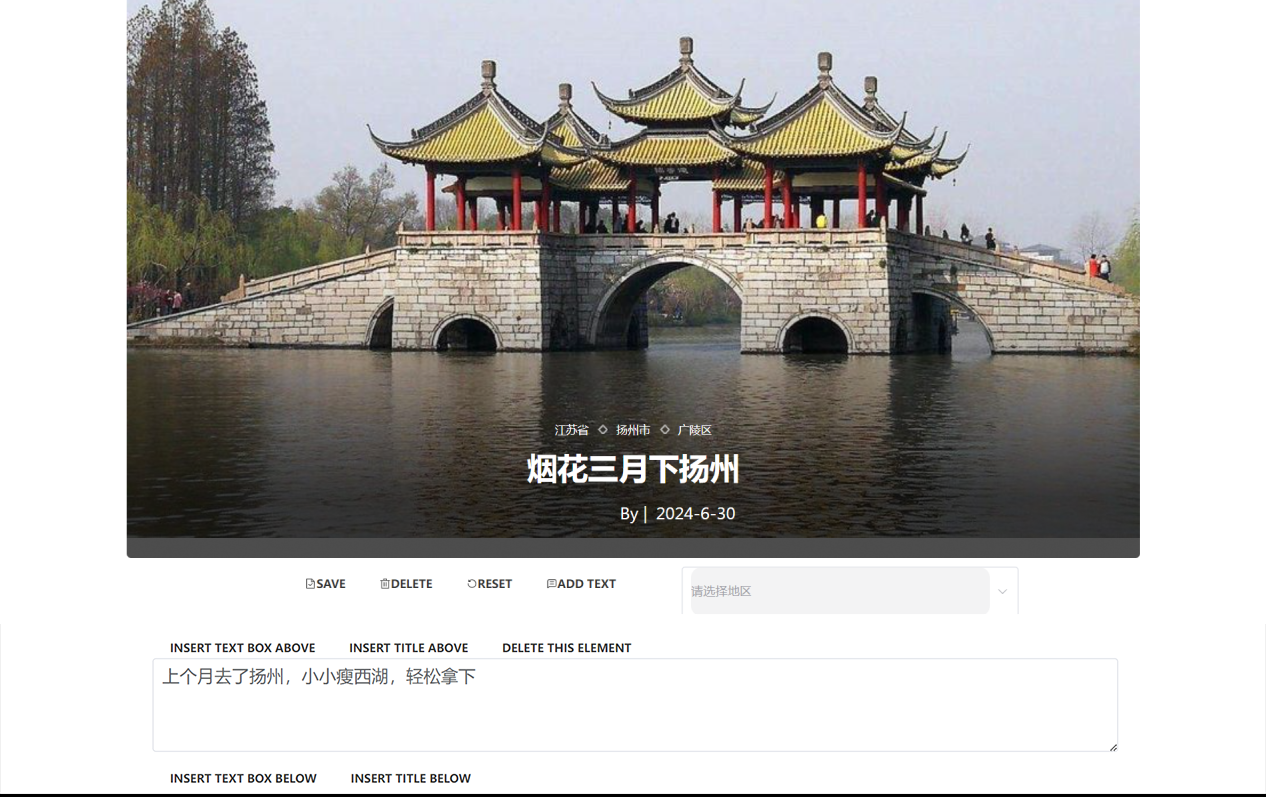 江苏省 ◇ 扬州市 ◇ 广陵区
烟花三月下扬州
By | 2024-6-30
SAVE DELETE RESET ADD TEXT 请选择地区
INSERT TEXT BOX ABOVE INSERT TITLE ABOVE DELETE THIS ELEMENT
上个月去了扬州，小小瘦西湖，轻松拿下
INSERT TEXT BOX BELOW INSERT TITLE BELOW